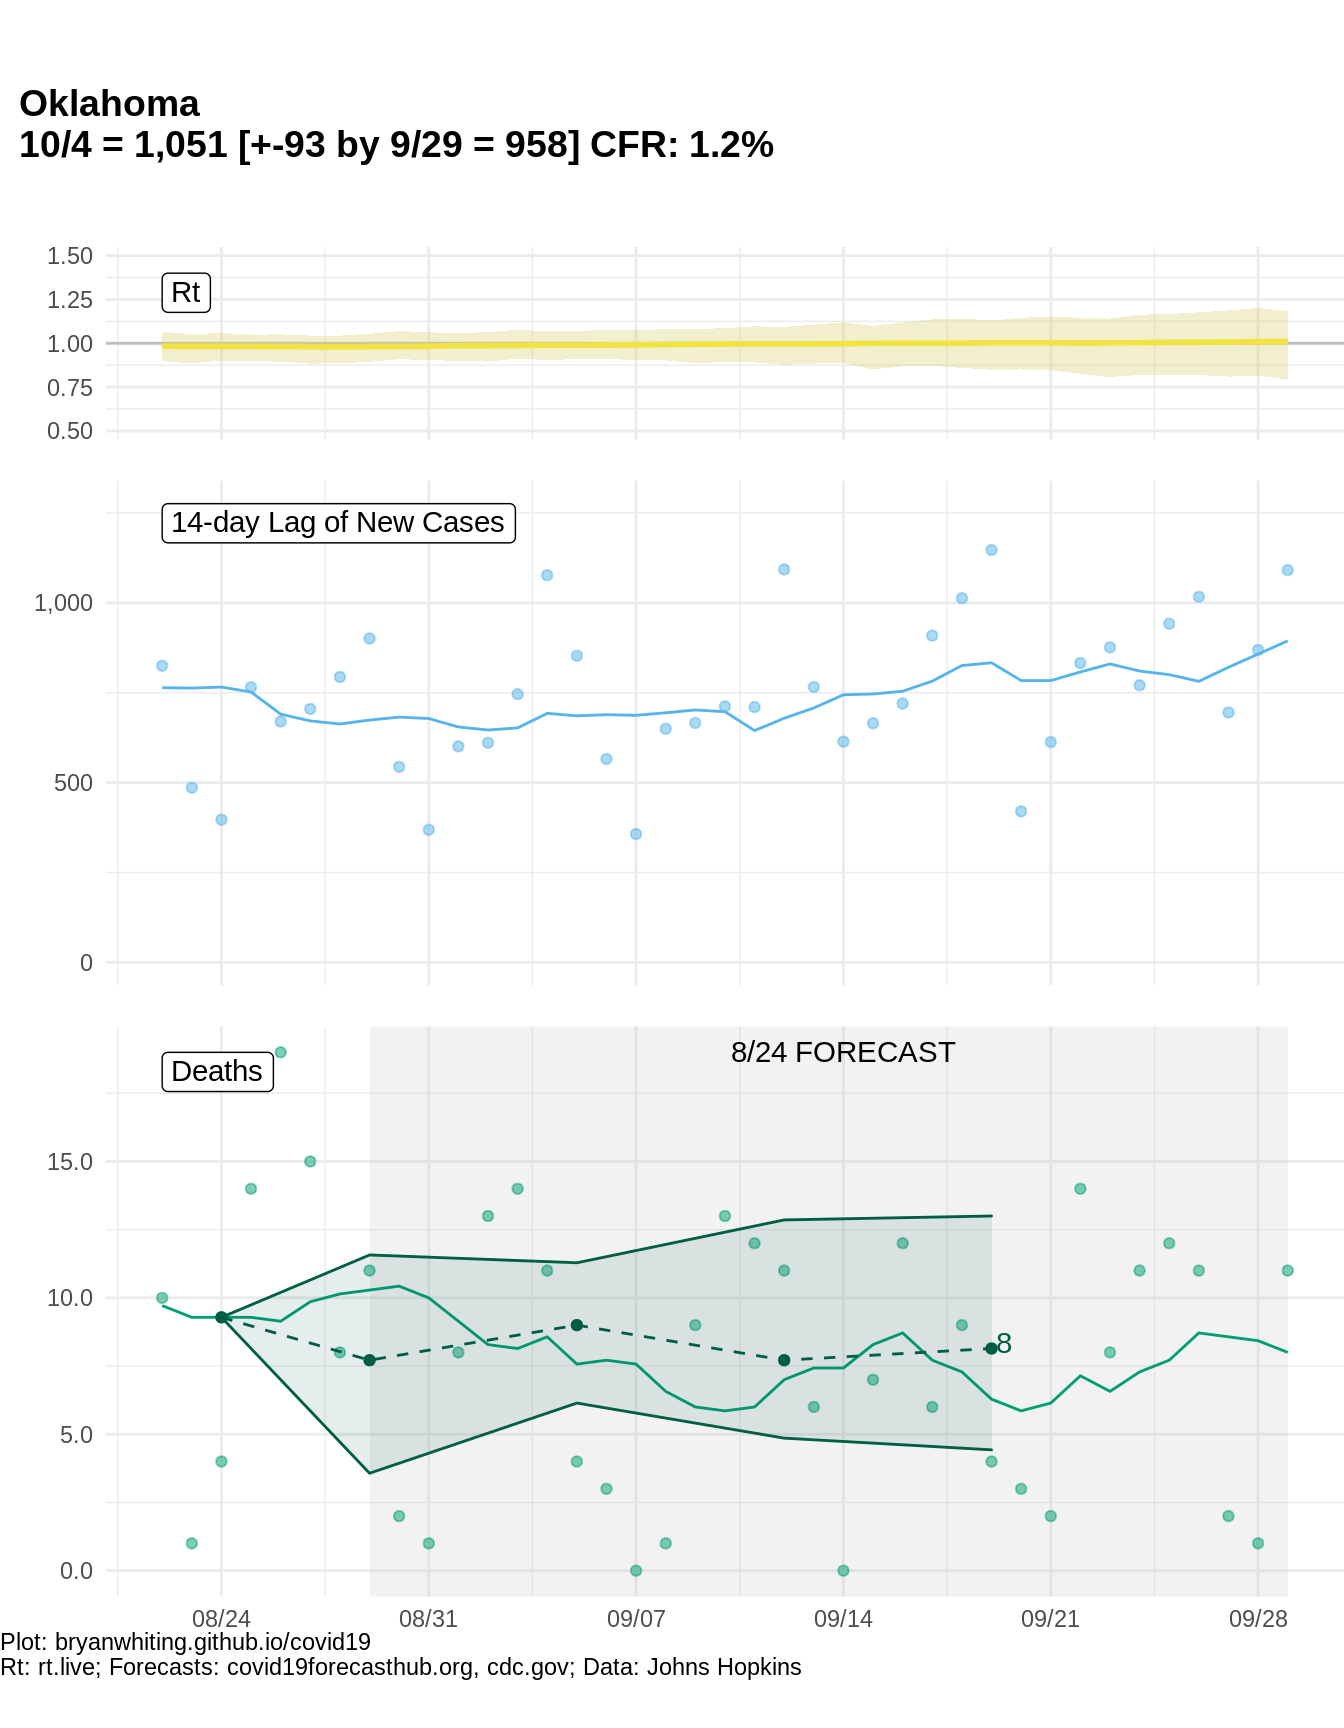 Oklahoma
10/4 = 1,051 [+-93 by 9/29 = 958] CFR: 1.2%
1.50
Rt
1.25
1.00
0.75
0.50
14-day Lag of New Cases
1,000
500
0
8/24 FORECAST
Deaths
15.0
10.0
8
5.0
0.0
08/24 08/31 09/07 09/14 09/21 09/28
Plot: bryanwhiting.github.io/covid19
Rt: rt.live; Forecasts: covid19forecasthub.org, cdc.gov; Data: Johns Hopkins